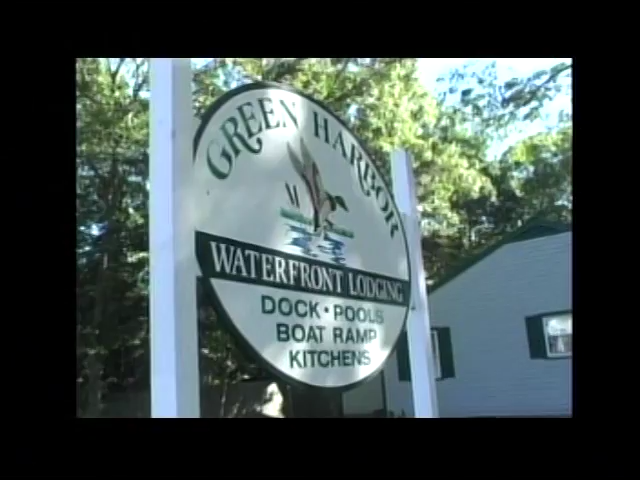 GREEN HARBOR
WATERFRONT LODGING
DOCK • POOLS
BOAT RAMP
KITCHENS